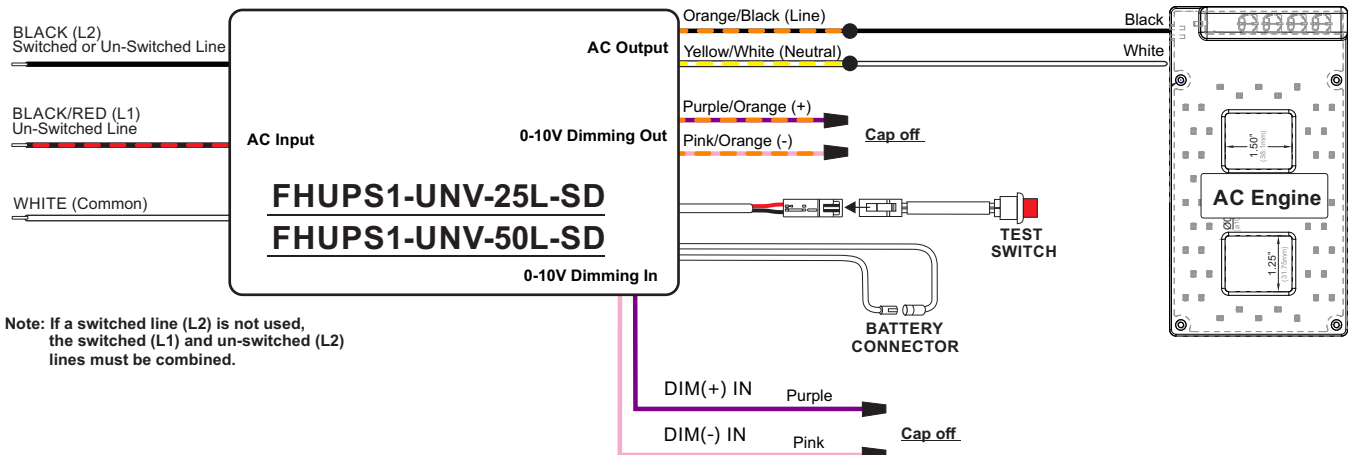 BLACK (L2)
Switched or Un-Switched Line
BLACK/RED (L1)
Un-Switched Line
WHITE (Common)
AC Input
AC Output
0-10V Dimming Out
FHUPS1-UNV-25L-SD
FHUPS1-UNV-50L-SD
0-10V Dimming In
Orange/Black (Line)
Yellow/White (Neutral)
Purple/Orange (+)
Pink/Orange (-)
Cap off
Black
White
TEST
SWITCH
BATTERY
CONNECTOR
1.50"
(38.1mm)
AC Engine
1.25"
(31.75mm)
Note: If a switched line (L2) is not used,
the switched (L1) and un-switched (L2)
lines must be combined.
DIM(+) IN
Purple
DIM(-) IN
Pink
Cap off